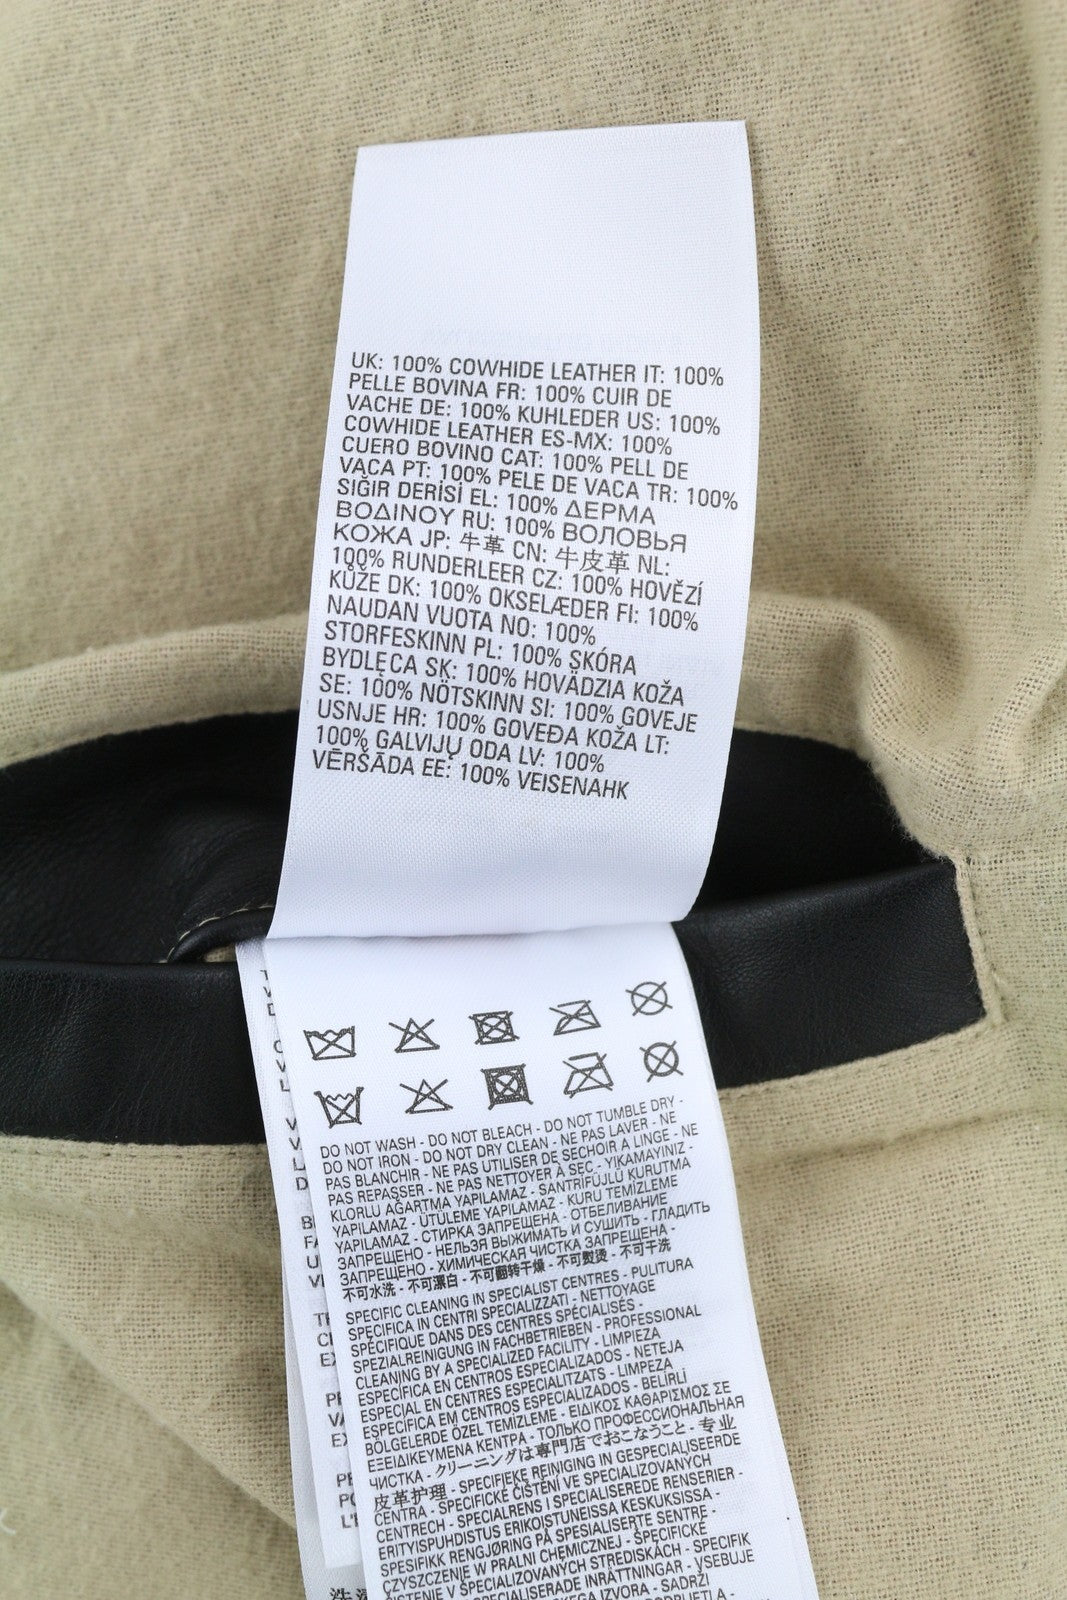 UK: 100% COWHIDE LEATHER IT: 100%
PELLE BOVINA FR: 100% CUIR DE
VACHE DE: 100% KUHLEDER US: 100%
COWHIDE LEATHER ES-MX: 100%
CUERO BOVINO CAT: 100% PELL DE
VACA PT: 100% PELE DE VACA TR: 100%
SIĞIR DERİSİ EL: 100% ΔΕΡΜΑ
ΒΟΔΙΝΟΥ RU: 100% ВОЛОВЬЯ
КОЖА JP: 牛革 CN: 牛皮革 NL:
100% RUNDERLEER CZ: 100% HOVĚZÍ
KŮŽE DK: 100% OKSELÆDER FI: 100%
NAUDAN VUOTA NO: 100%
STORFESKINN PL: 100% SKÓRA
BYDLĘCA SK: 100% HOVÄDZIA KOŽA
SE: 100% NÖTSKINN SI: 100% GOVEJE
USNJE HR: 100% GOVEĐA KOŽA LT:
100% GALVIJŲ ODA LV: 100%
VĒRŠĀDA EE: 100% VEISENAHK
DO NOT WASH - DO NOT BLEACH - DO NOT TUMBLE DRY -
DO NOT IRON - DO NOT DRY CLEAN - NE PAS LAVER - NE
PAS BLANCHIR - NE PAS UTILISER DE SECHOIR A LINGE - NE
PAS REPASSER - NE PAS NETTOYER À SEC - YIKAMAYINIZ -
KLORLU AĞARTMA YAPILAMAZ - SANTRİFÜJLÜ KURUTMA
YAPILAMAZ - ÜTÜLEME YAPILAMAZ - KURU TEMİZLEME
YAPILAMAZ - СТИРКА ЗАПРЕЩЕНА - ОТБЕЛИВАНИЕ
ЗАПРЕЩЕНО - НЕЛЬЗЯ ВЫЖИМАТЬ И СУШИТЬ - ГЛАДИТЬ
ЗАПРЕЩЕНО - ХИМИЧЕСКАЯ ЧИСТКА ЗАПРЕЩЕНА -
不可水洗 - 不可漂白 - 不可翻转干燥 - 不可熨烫 - 不可干洗
SPECIFIC CLEANING IN SPECIALIST CENTRES - PULITURA
SPECIFICA IN CENTRI SPECIALIZZATI - NETTOYAGE
SPÉCIFIQUE DANS DES CENTRES SPÉCIALISÉS -
SPEZIALREINIGUNG IN FACHBETRIEBEN - PROFESSIONAL
CLEANING BY A SPECIALIZED FACILITY - LIMPIEZA
ESPECÍFICA EN CENTROS ESPECIALIZADOS - NETEJA
ESPECIAL EN CENTRES ESPECIALITZATS - LIMPEZA
ESPECÍFICA EM CENTROS ESPECIALIZADOS - BELİRLİ
BÖLGELERDE ÖZEL TEMİZLEME - ΕΙΔΙΚΟΣ ΚΑΘΑΡΙΣΜΟΣ ΣΕ
ΕΞΕΙΔΙΚΕΥΜΕΝΑ ΚΕΝΤΡΑ - ТОЛЬКО ПРОФЕССИОНАЛЬНАЯ
ЧИСТКА - クリーニングは専門店でおこなうこと - 专业
皮革护理 - SPECIFIEKE REINIGING IN GESPECIALISEERDE
CENTRA - SPECIFICKÉ ČIŠTĚNÍ VE SPECIALIZOVANÝCH
CENTRECH - SPECIALRENS I SPECIALISEREDE RENSERIER -
ERITYISPUHDISTUS ERIKOISTUNEISSA KESKUKSISSA -
SPESIFIKK RENGJØRING PÅ SPESIALISERTE SENTRE -
CZYSZCZENIE W PRALNI CHEMICZNEJ - ŠPECIFICKÉ
ČISTENIE V ŠPECIALIZOVANÝCH STREDISKÁCH - SPECIFIK
SPECIALISERADE INRÄTTNINGAR - VSEBUJE
IZVORA - SADRŽI